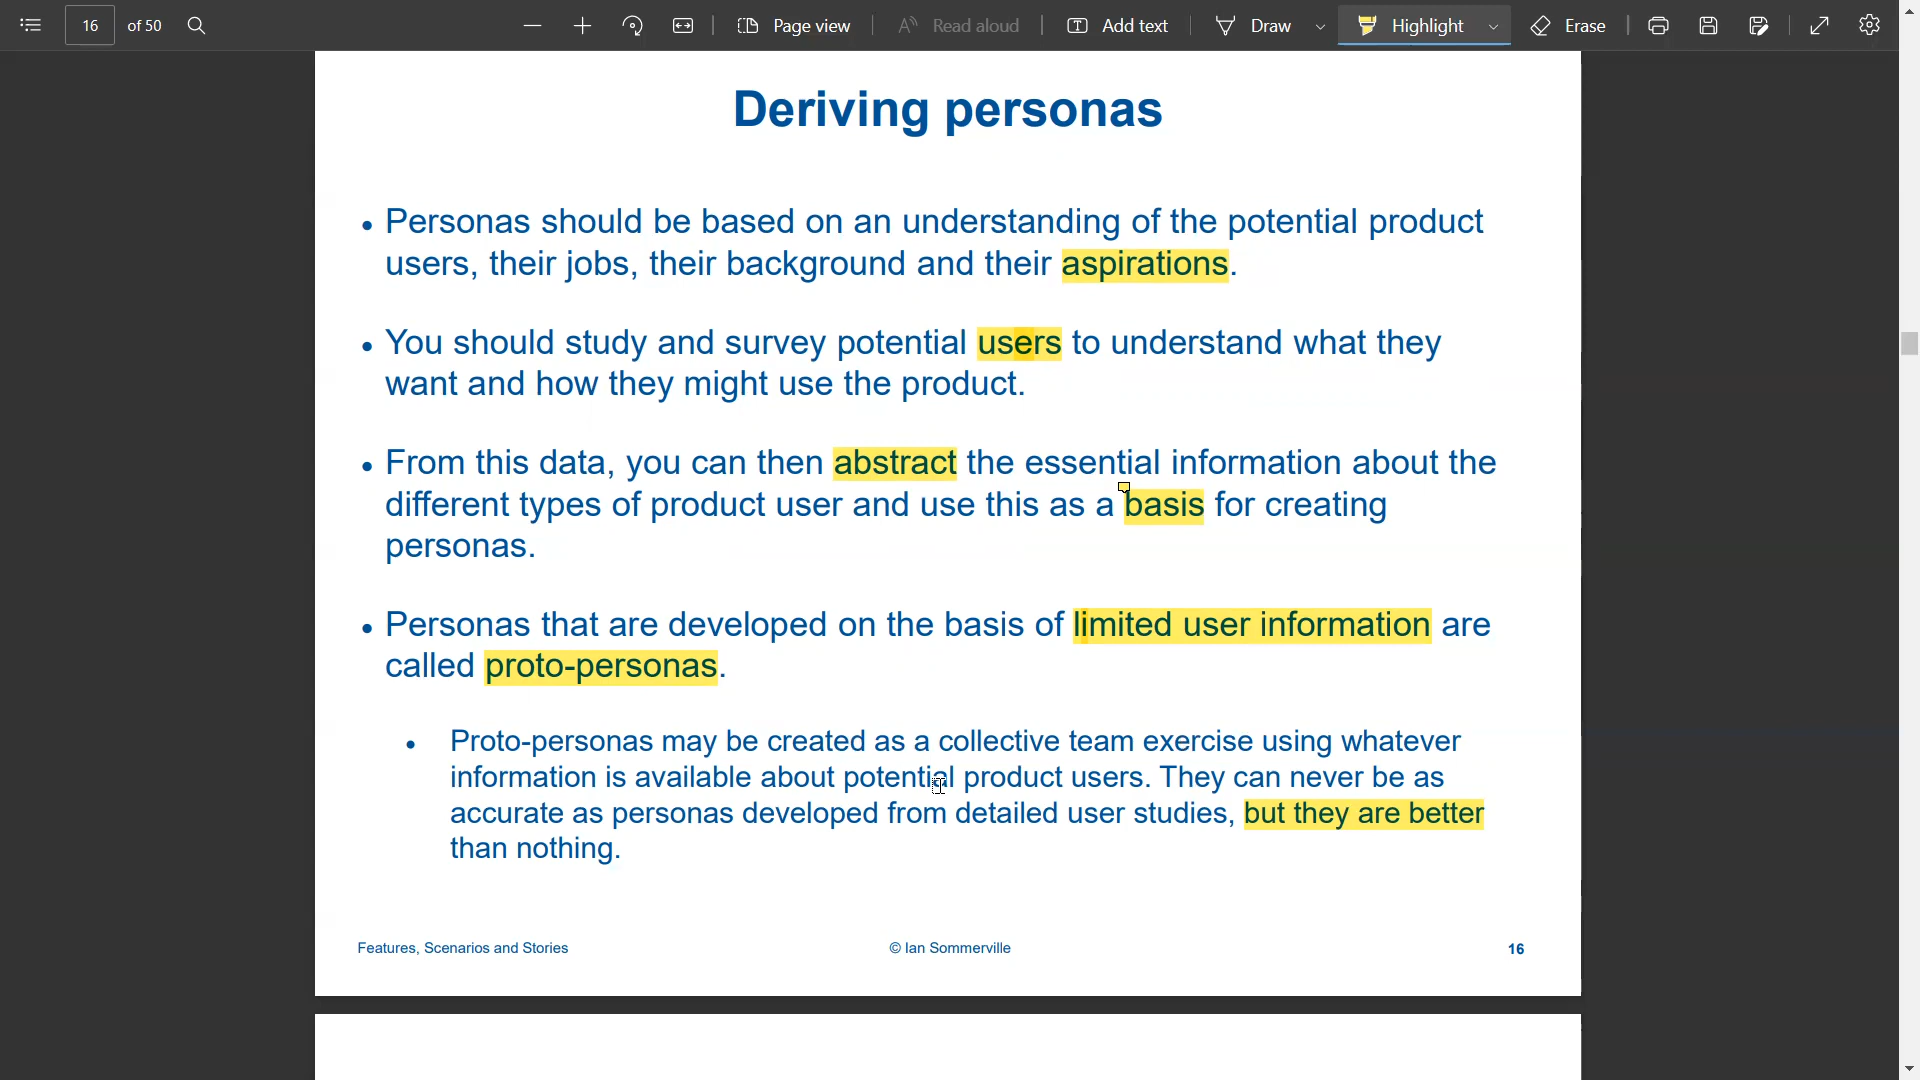 16 of 50 Page view Read aloud Add text Draw Highlight Erase
Deriving personas
• Personas should be based on an understanding of the potential product
users, their jobs, their background and their aspirations.
• You should study and survey potential users to understand what they
want and how they might use the product.
• From this data, you can then abstract the essential information about the
different types of product user and use this as a basis for creating
personas.
• Personas that are developed on the basis of limited user information are
called proto-personas.
• Proto-personas may be created as a collective team exercise using whatever
information is available about potential product users. They can never be as
accurate as personas developed from detailed user studies, but they are better
than nothing.
Features, Scenarios and Stories © Ian Sommerville 16